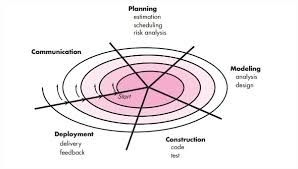 Planning
estimation
scheduling
risk analysis
Communication
Modeling
analysis
design
Start
Deployment
delivery
feedback
Construction
code
test